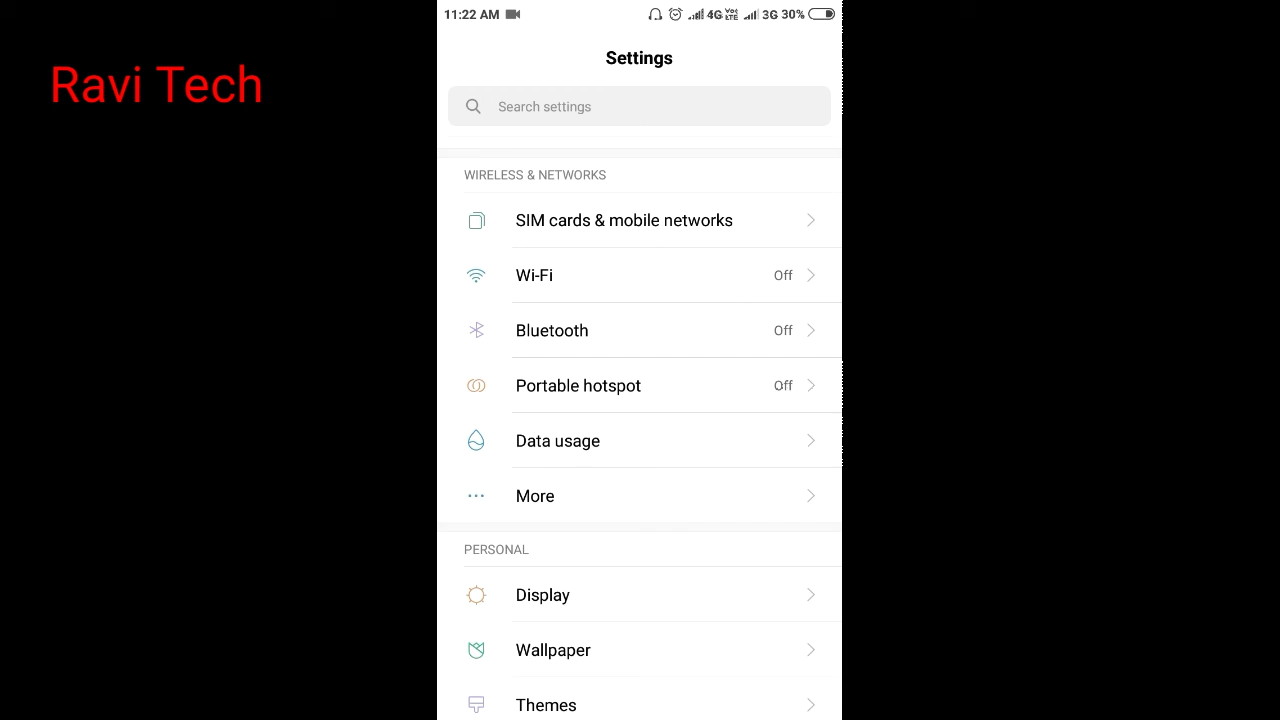 Ravi Tech
11:22 AM 4G VoLTE 3G 30%
Settings
Search settings
WIRELESS & NETWORKS
SIM cards & mobile networks
Wi-Fi Off
Bluetooth Off
Portable hotspot Off
Data usage
More
PERSONAL
Display
Wallpaper
Themes